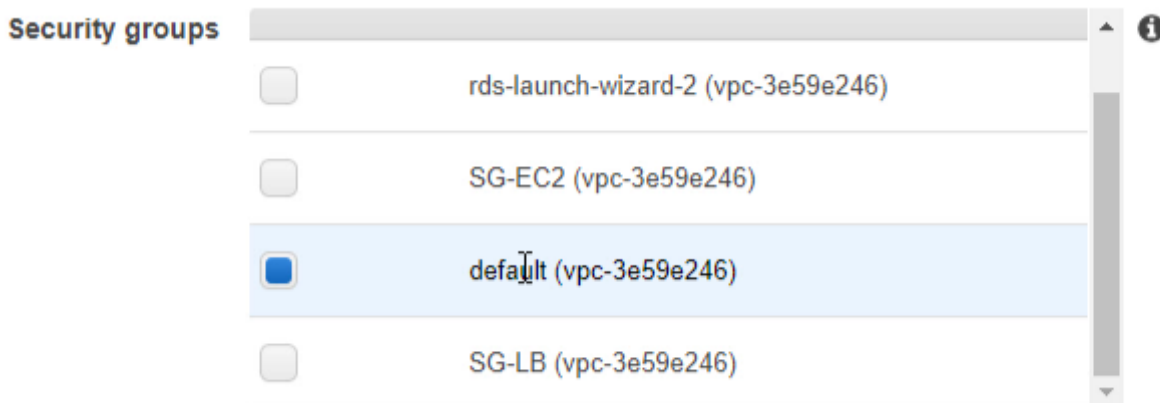 Security groups
rds-launch-wizard-2 (vpc-3e59e246)
SG-EC2 (vpc-3e59e246)
default (vpc-3e59e246)
SG-LB (vpc-3e59e246)